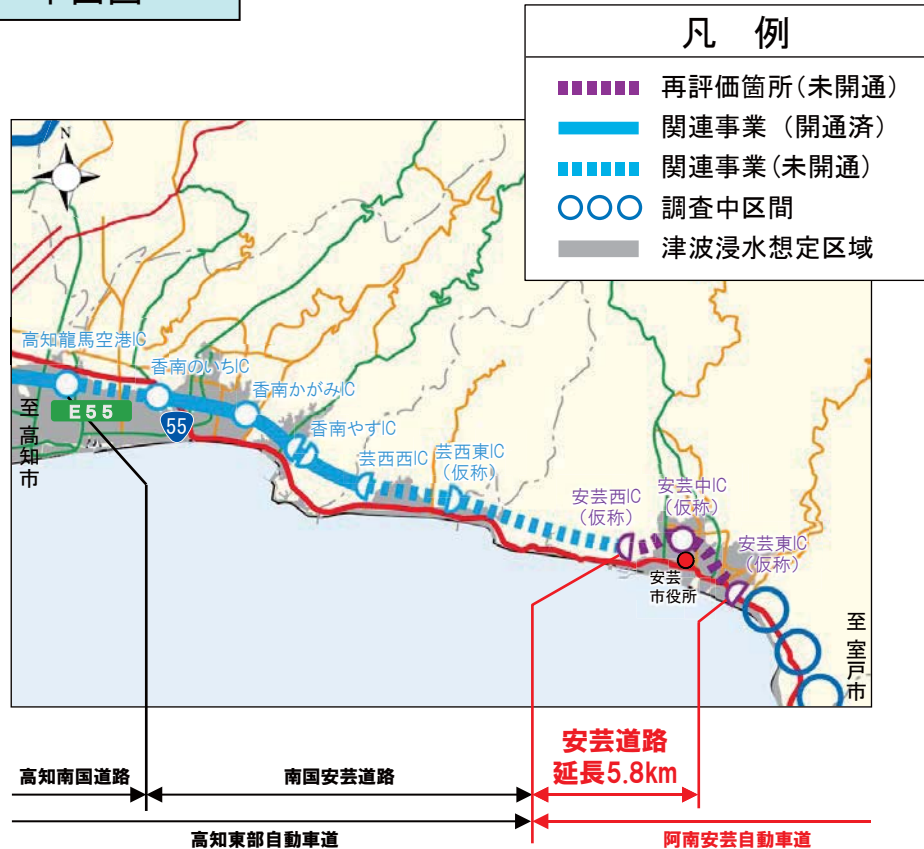 凡 例
再評価箇所(未開通)
関連事業 (開通済)
関連事業(未開通)
調査中区間
津波浸水想定区域
N
高知龍馬空港IC
香南のいちIC
香南かがみIC
E55
55
香南やすIC
芸西西IC
芸西東IC
(仮称)
安芸西IC
(仮称)
安芸中IC
(仮称)
安芸東IC
(仮称)
安芸
市役所
至高知市
至室戸市
安芸道路
延長5.8km
高知南国道路
南国安芸道路
高知東部自動車道
阿南安芸自動車道